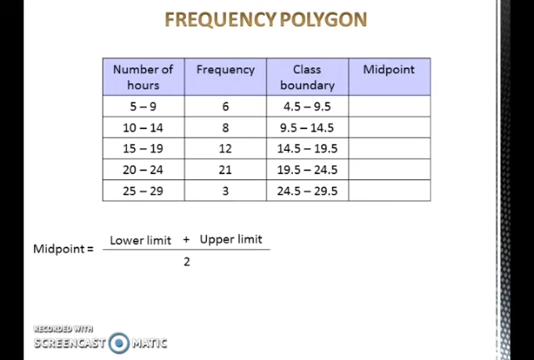 FREQUENCY POLYGON
Number of hours Frequency Class boundary Midpoint
5 – 9 6 4.5 – 9.5
10 – 14 8 9.5 – 14.5
15 – 19 12 14.5 – 19.5
20 – 24 21 19.5 – 24.5
25 – 29 3 24.5 – 29.5
Lower limit + Upper limit
Midpoint =
2
RECORDED WITH
SCREENCAST MATIC